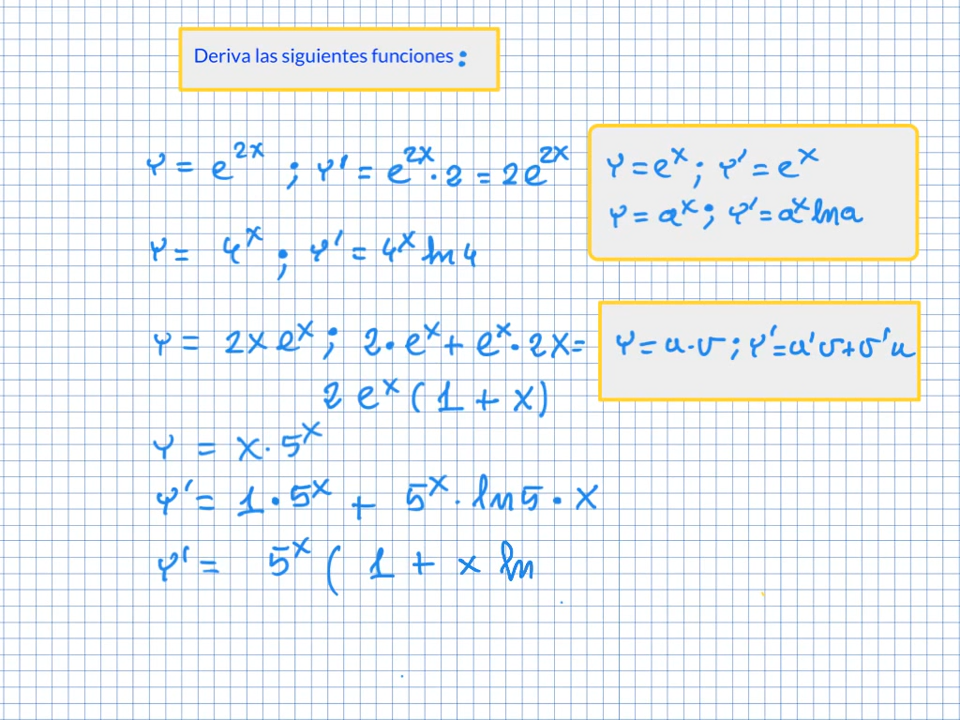 Deriva las siguientes funciones :
y = e^{2x} ; y' = e^{2x} · 2 = 2e^{2x}
y = e^x ; y' = e^x
y = a^x ; y' = a^x ln a
y = 4^x ; y' = 4^x ln 4
y = 2x e^x ; 2 · e^x + e^x · 2x =
y = u · v ; y' = u'v + v'u
2 e^x ( 1 + x )
y = x · 5^x
y' = 1 · 5^x + 5^x · ln 5 · x
y' = 5^x ( 1 + x ln